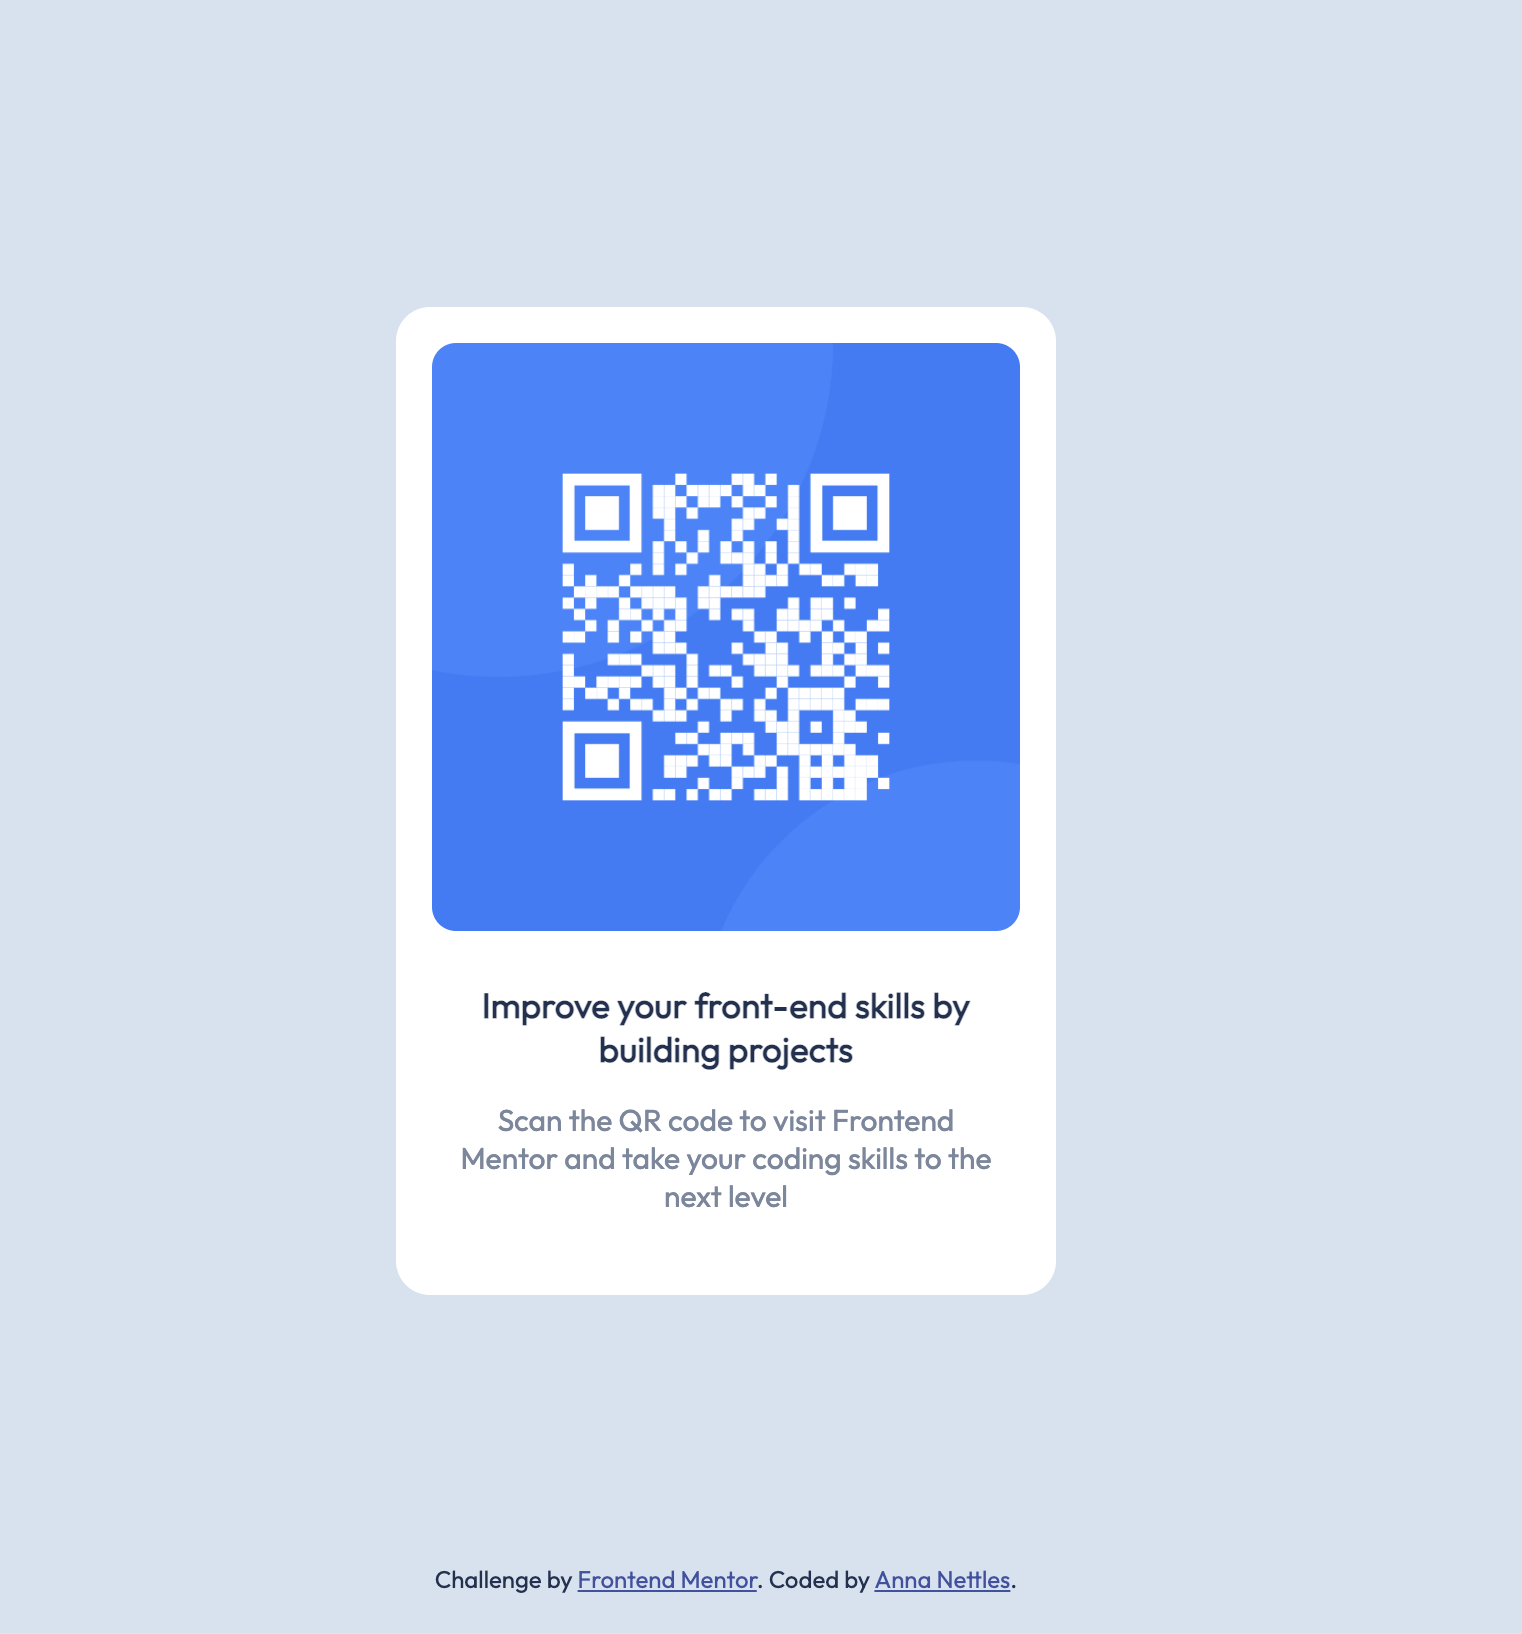 Improve your front-end skills by
building projects
Scan the QR code to visit Frontend
Mentor and take your coding skills to the
next level
Challenge by Frontend Mentor. Coded by Anna Nettles.